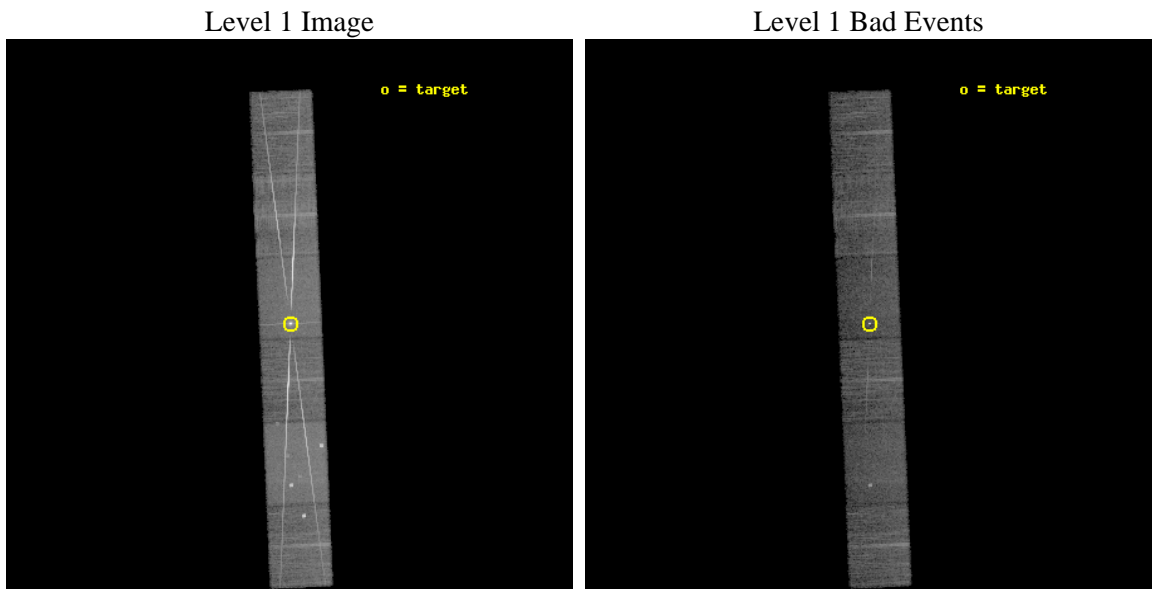 Level 1 Image
Level 1 Bad Events
o = target
o = target